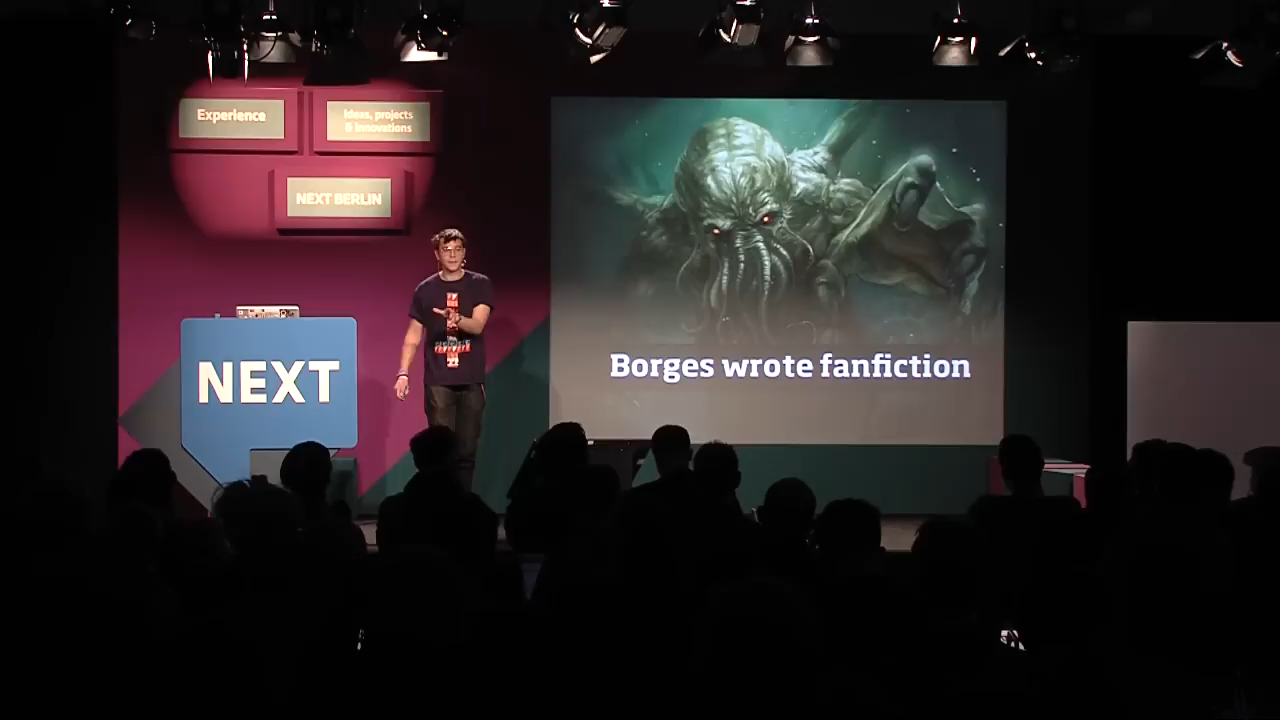 Experience
Ideas, projects
& innovations
NEXT BERLIN
NEXT
Borges wrote fanfiction